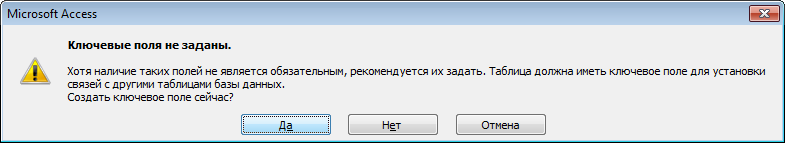 Microsoft Access
Ключевые поля не заданы.
Хотя наличие таких полей не является обязательным, рекомендуется их задать. Таблица должна иметь ключевое поле для установки
связей с другими таблицами базы данных.
Создать ключевое поле сейчас?
Да Нет Отмена